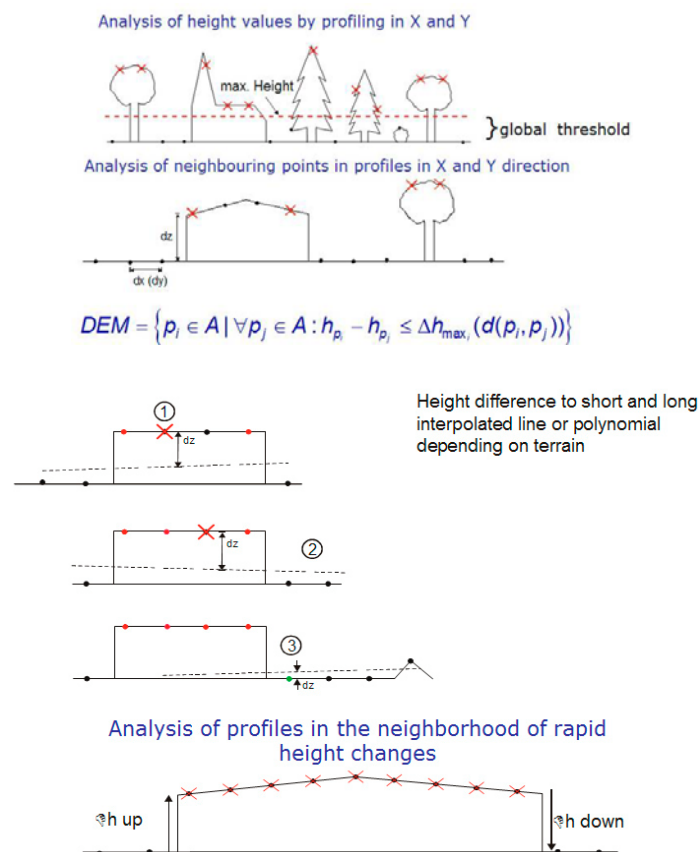 Analysis of height values by profiling in X and Y
max. Height
}global threshold
Analysis of neighbouring points in profiles in X and Y direction
dz
dx (dy)
DEM = {pᵢ ∈ A | ∀pⱼ ∈ A : hₚᵢ − hₚⱼ ≤ Δhmaxᵢ (d(pᵢ, pⱼ))}
Height difference to short and long
interpolated line or polynomial
depending on terrain
1
dz
2
dz
3
dz
Analysis of profiles in the neighborhood of rapid
height changes
h up
h down